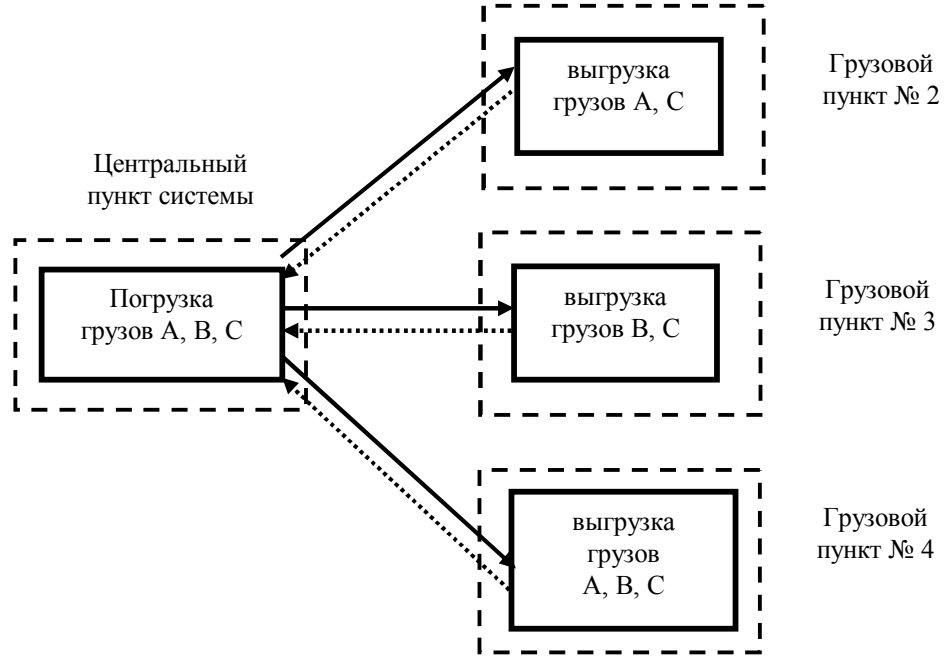 выгрузка
грузов А, С
Грузовой
пункт № 2
Центральный
пункт системы
Погрузка
грузов А, В, С
выгрузка
грузов В, С
Грузовой
пункт № 3
выгрузка
грузов
А, В, С
Грузовой
пункт № 4